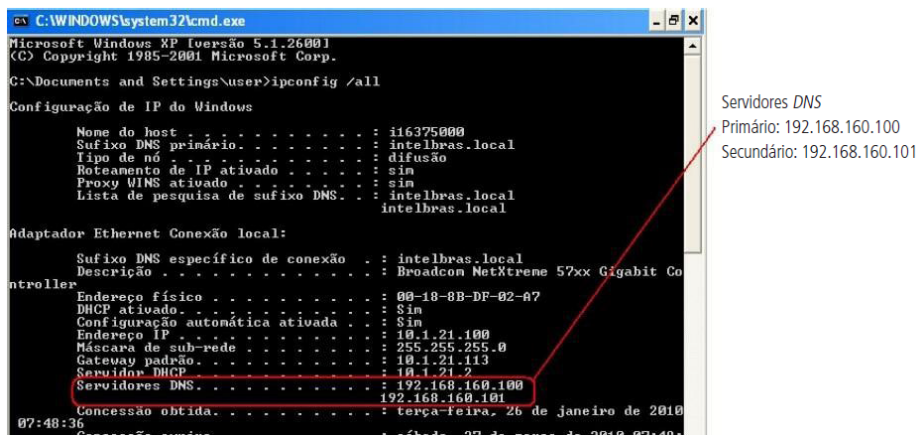 C:\WINDOWS\system32\cmd.exe
Microsoft Windows XP [versão 5.1.2600]
(C) Copyright 1985-2001 Microsoft Corp.
C:\Documents and Settings\user>ipconfig /all
Configuração de IP do Windows
Nome do host . . . . . . . . . . . : i16375000
Sufixo DNS primário. . . . . . . . : intelbras.local
Tipo de nó . . . . . . . . . . . . : difusão
Roteamento de IP ativado . . . . . : sim
Proxy WINS ativado . . . . . . . . : sim
Lista de pesquisa de sufixo DNS. . : intelbras.local
intelbras.local
Adaptador Ethernet Conexão local:
Sufixo DNS específico de conexão . : intelbras.local
Descrição . . . . . . . . . . . . . : Broadcom NetXtreme 57xx Gigabit Co
ntroller
Endereço físico . . . . . . . . . . : 00-18-8B-DF-02-A7
DHCP ativado. . . . . . . . . . . . : Sim
Configuração automática ativada . . : Sim
Endereço IP . . . . . . . . . . . . : 10.1.21.100
Máscara de sub-rede . . . . . . . . : 255.255.255.0
Gateway padrão. . . . . . . . . . . : 10.1.21.113
Servidor DHCP . . . . . . . . . . . : 10.1.21.2
Servidores DNS. . . . . . . . . . . : 192.168.160.100
192.168.160.101
Concessão obtida. . . . . . . . . . : terça-feira, 26 de janeiro de 2010
07:48:36
Servidores DNS
Primário: 192.168.160.100
Secundário: 192.168.160.101